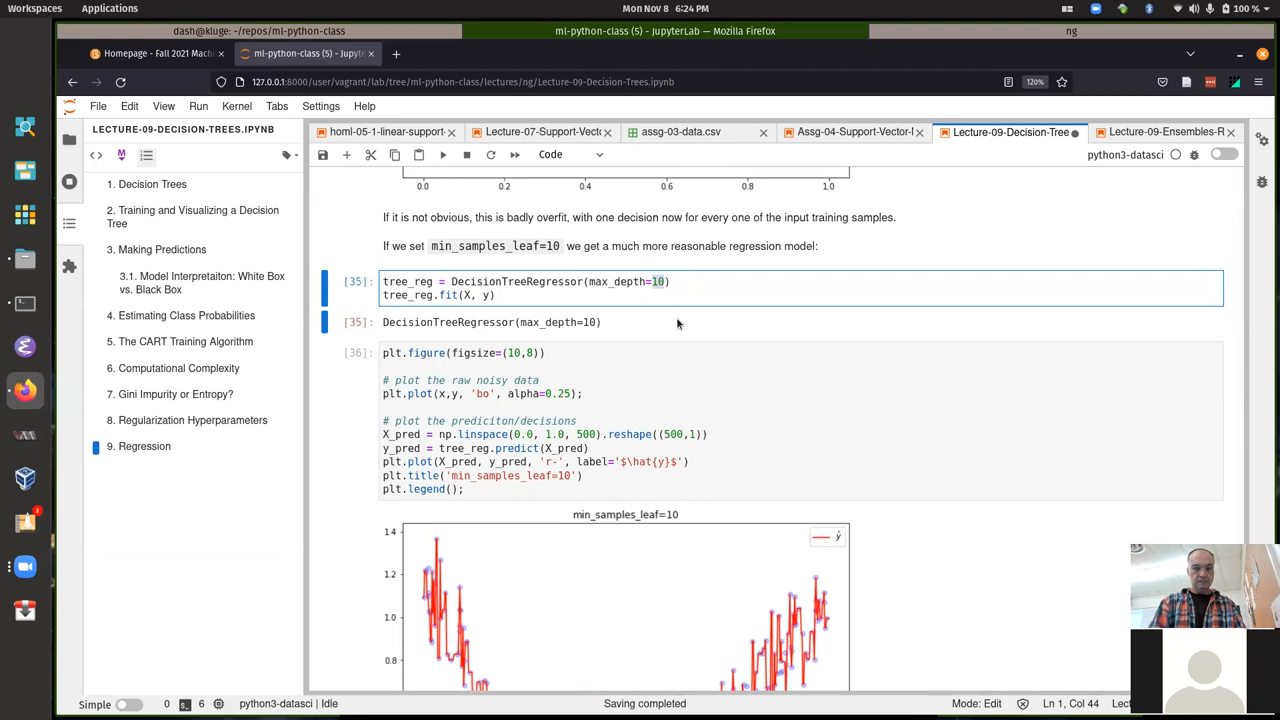 Workspaces Applications Mon Nov 8 6:24 PM 100 %
dash@kluge: ~/repos/ml-python-class ml-python-class (5) - JupyterLab — Mozilla Firefox ng
Homepage - Fall 2021 Mach ml-python-class (5) - Jupyte
127.0.0.1:8000/user/vagrant/lab/tree/ml-python-class/lectures/ng/Lecture-09-Decision-Trees.ipynb 120%
File Edit View Run Kernel Tabs Settings Help
LECTURE-09-DECISION-TREES.IPYNB
1. Decision Trees
2. Training and Visualizing a Decision
Tree
3. Making Predictions
3.1. Model Interpretaiton: White Box
vs. Black Box
4. Estimating Class Probabilities
5. The CART Training Algorithm
6. Computational Complexity
7. Gini Impurity or Entropy?
8. Regularization Hyperparameters
9. Regression
homl-05-1-linear-support- Lecture-07-Support-Vecto assg-03-data.csv Assg-04-Support-Vector-I Lecture-09-Decision-Tree Lecture-09-Ensembles-R
Code python3-datasci
0.0 0.2 0.4 0.6 0.8 1.0
If it is not obvious, this is badly overfit, with one decision now for every one of the input training samples.
If we set min_samples_leaf=10 we get a much more reasonable regression model:
[35]: tree_reg = DecisionTreeRegressor(max_depth=10)
tree_reg.fit(X, y)
[35]: DecisionTreeRegressor(max_depth=10)
[36]: plt.figure(figsize=(10,8))
# plot the raw noisy data
plt.plot(x,y, 'bo', alpha=0.25);
# plot the prediciton/decisions
X_pred = np.linspace(0.0, 1.0, 500).reshape((500,1))
y_pred = tree_reg.predict(X_pred)
plt.plot(X_pred, y_pred, 'r-', label='$\hat{y}$')
plt.title('min_samples_leaf=10')
plt.legend();
min_samples_leaf=10
ŷ
1.4
1.2
1.0
0.8
2
Simple 0 6 python3-datasci | Idle Saving completed Mode: Edit Ln 1, Col 44 Lect